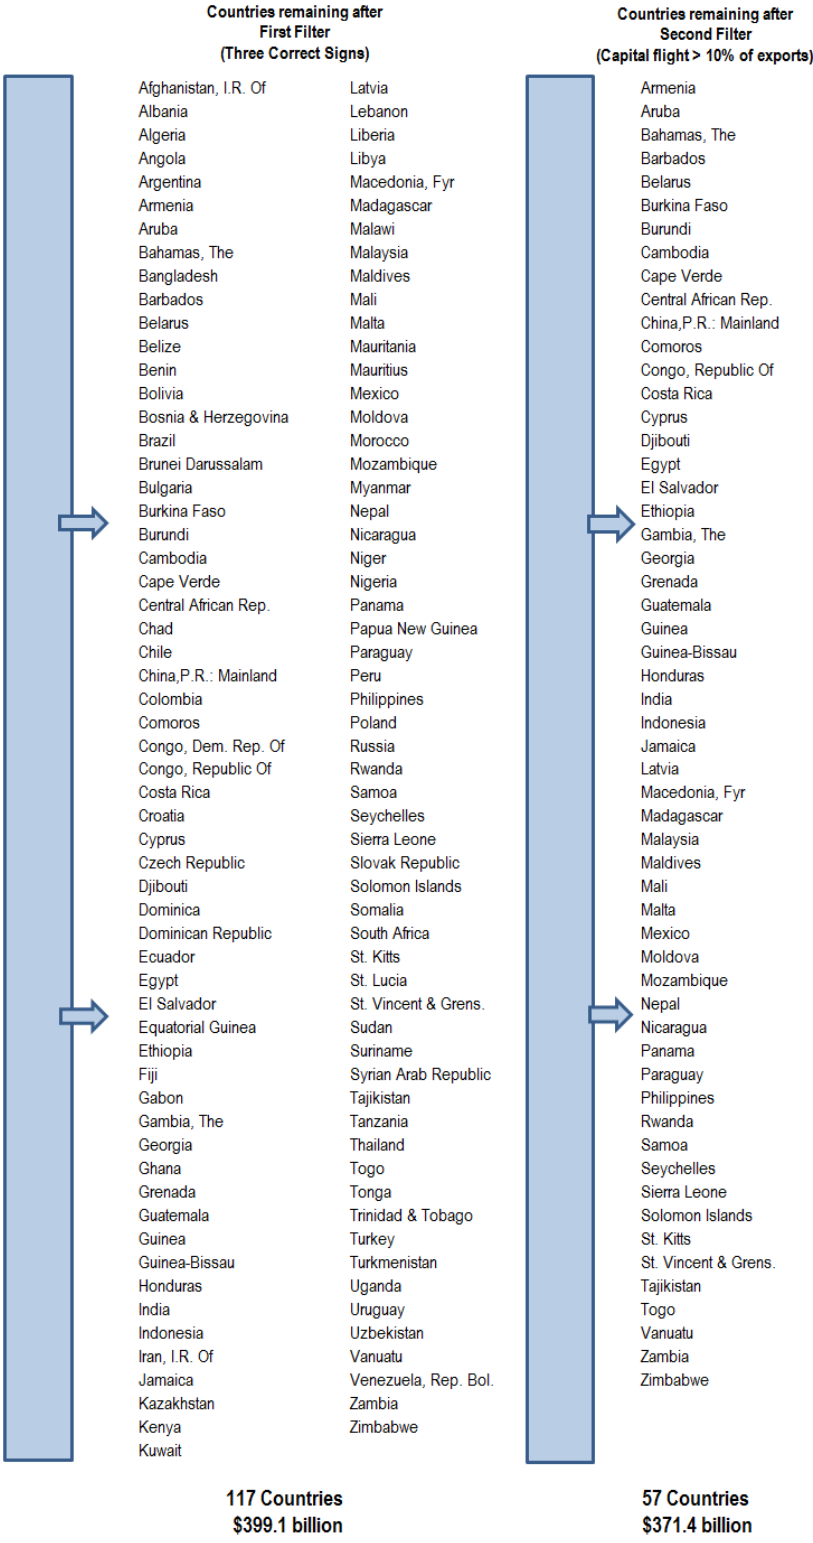 Countries remaining after
First Filter
(Three Correct Signs)
Afghanistan, I.R. Of
Albania
Algeria
Angola
Argentina
Armenia
Aruba
Bahamas, The
Bangladesh
Barbados
Belarus
Belize
Benin
Bolivia
Bosnia & Herzegovina
Brazil
Brunei Darussalam
Bulgaria
Burkina Faso
Burundi
Cambodia
Cape Verde
Central African Rep.
Chad
Chile
China,P.R.: Mainland
Colombia
Comoros
Congo, Dem. Rep. Of
Congo, Republic Of
Costa Rica
Croatia
Cyprus
Czech Republic
Djibouti
Dominica
Dominican Republic
Ecuador
Egypt
El Salvador
Equatorial Guinea
Ethiopia
Fiji
Gabon
Gambia, The
Georgia
Ghana
Grenada
Guatemala
Guinea
Guinea-Bissau
Honduras
India
Indonesia
Iran, I.R. Of
Jamaica
Kazakhstan
Kenya
Kuwait
Latvia
Lebanon
Liberia
Libya
Macedonia, Fyr
Madagascar
Malawi
Malaysia
Maldives
Mali
Malta
Mauritania
Mauritius
Mexico
Moldova
Morocco
Mozambique
Myanmar
Nepal
Nicaragua
Niger
Nigeria
Panama
Papua New Guinea
Paraguay
Peru
Philippines
Poland
Russia
Rwanda
Samoa
Seychelles
Sierra Leone
Slovak Republic
Solomon Islands
Somalia
South Africa
St. Kitts
St. Lucia
St. Vincent & Grens.
Sudan
Suriname
Syrian Arab Republic
Tajikistan
Tanzania
Thailand
Togo
Tonga
Trinidad & Tobago
Turkey
Turkmenistan
Uganda
Uruguay
Uzbekistan
Vanuatu
Venezuela, Rep. Bol.
Zambia
Zimbabwe
117 Countries
$399.1 billion
Countries remaining after
Second Filter
(Capital flight > 10% of exports)
Armenia
Aruba
Bahamas, The
Barbados
Belarus
Burkina Faso
Burundi
Cambodia
Cape Verde
Central African Rep.
China,P.R.: Mainland
Comoros
Congo, Republic Of
Costa Rica
Cyprus
Djibouti
Egypt
El Salvador
Ethiopia
Gambia, The
Georgia
Grenada
Guatemala
Guinea
Guinea-Bissau
Honduras
India
Indonesia
Jamaica
Latvia
Macedonia, Fyr
Madagascar
Malaysia
Maldives
Mali
Malta
Mexico
Moldova
Mozambique
Nepal
Nicaragua
Panama
Paraguay
Philippines
Rwanda
Samoa
Seychelles
Sierra Leone
Solomon Islands
St. Kitts
St. Vincent & Grens.
Tajikistan
Togo
Vanuatu
Zambia
Zimbabwe
57 Countries
$371.4 billion